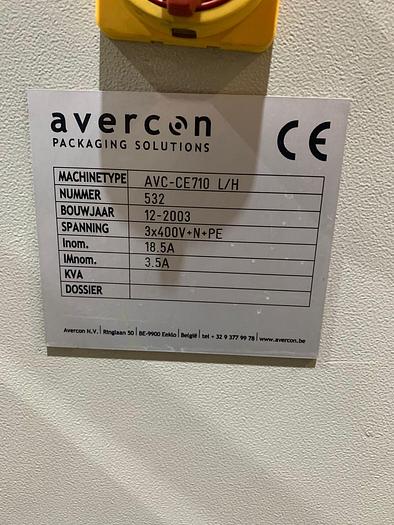 avercon
PACKAGING SOLUTIONS
CE
MACHINETYPE AVC-CE710 L/H
NUMMER 532
BOUWJAAR 12-2003
SPANNING 3x400V+N+PE
Inom. 18.5A
IMnom. 3.5A
KVA
DOSSIER
Avercon N.V. | Ringlaan 50 | BE-9900 Eeklo | België | tel + 32 9 377 99 78 | www.avercon.be